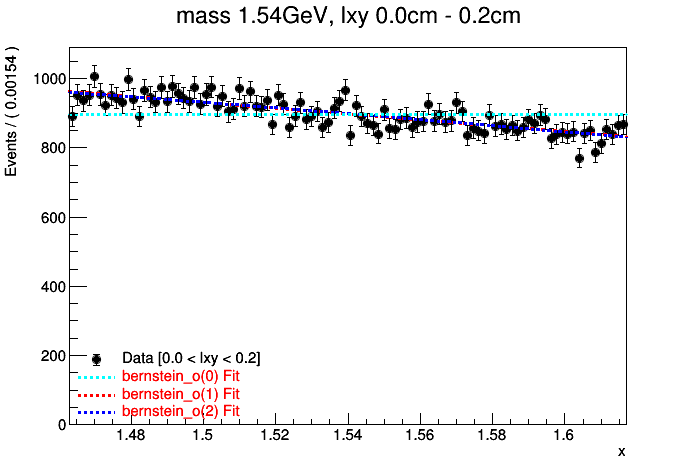 mass 1.54GeV, lxy 0.0cm - 0.2cm
Events / ( 0.00154 )
1000
800
600
400
200
0
Data [0.0 < lxy < 0.2]
bernstein_o(0) Fit
bernstein_o(1) Fit
bernstein_o(2) Fit
1.48 1.5 1.52 1.54 1.56 1.58 1.6
x